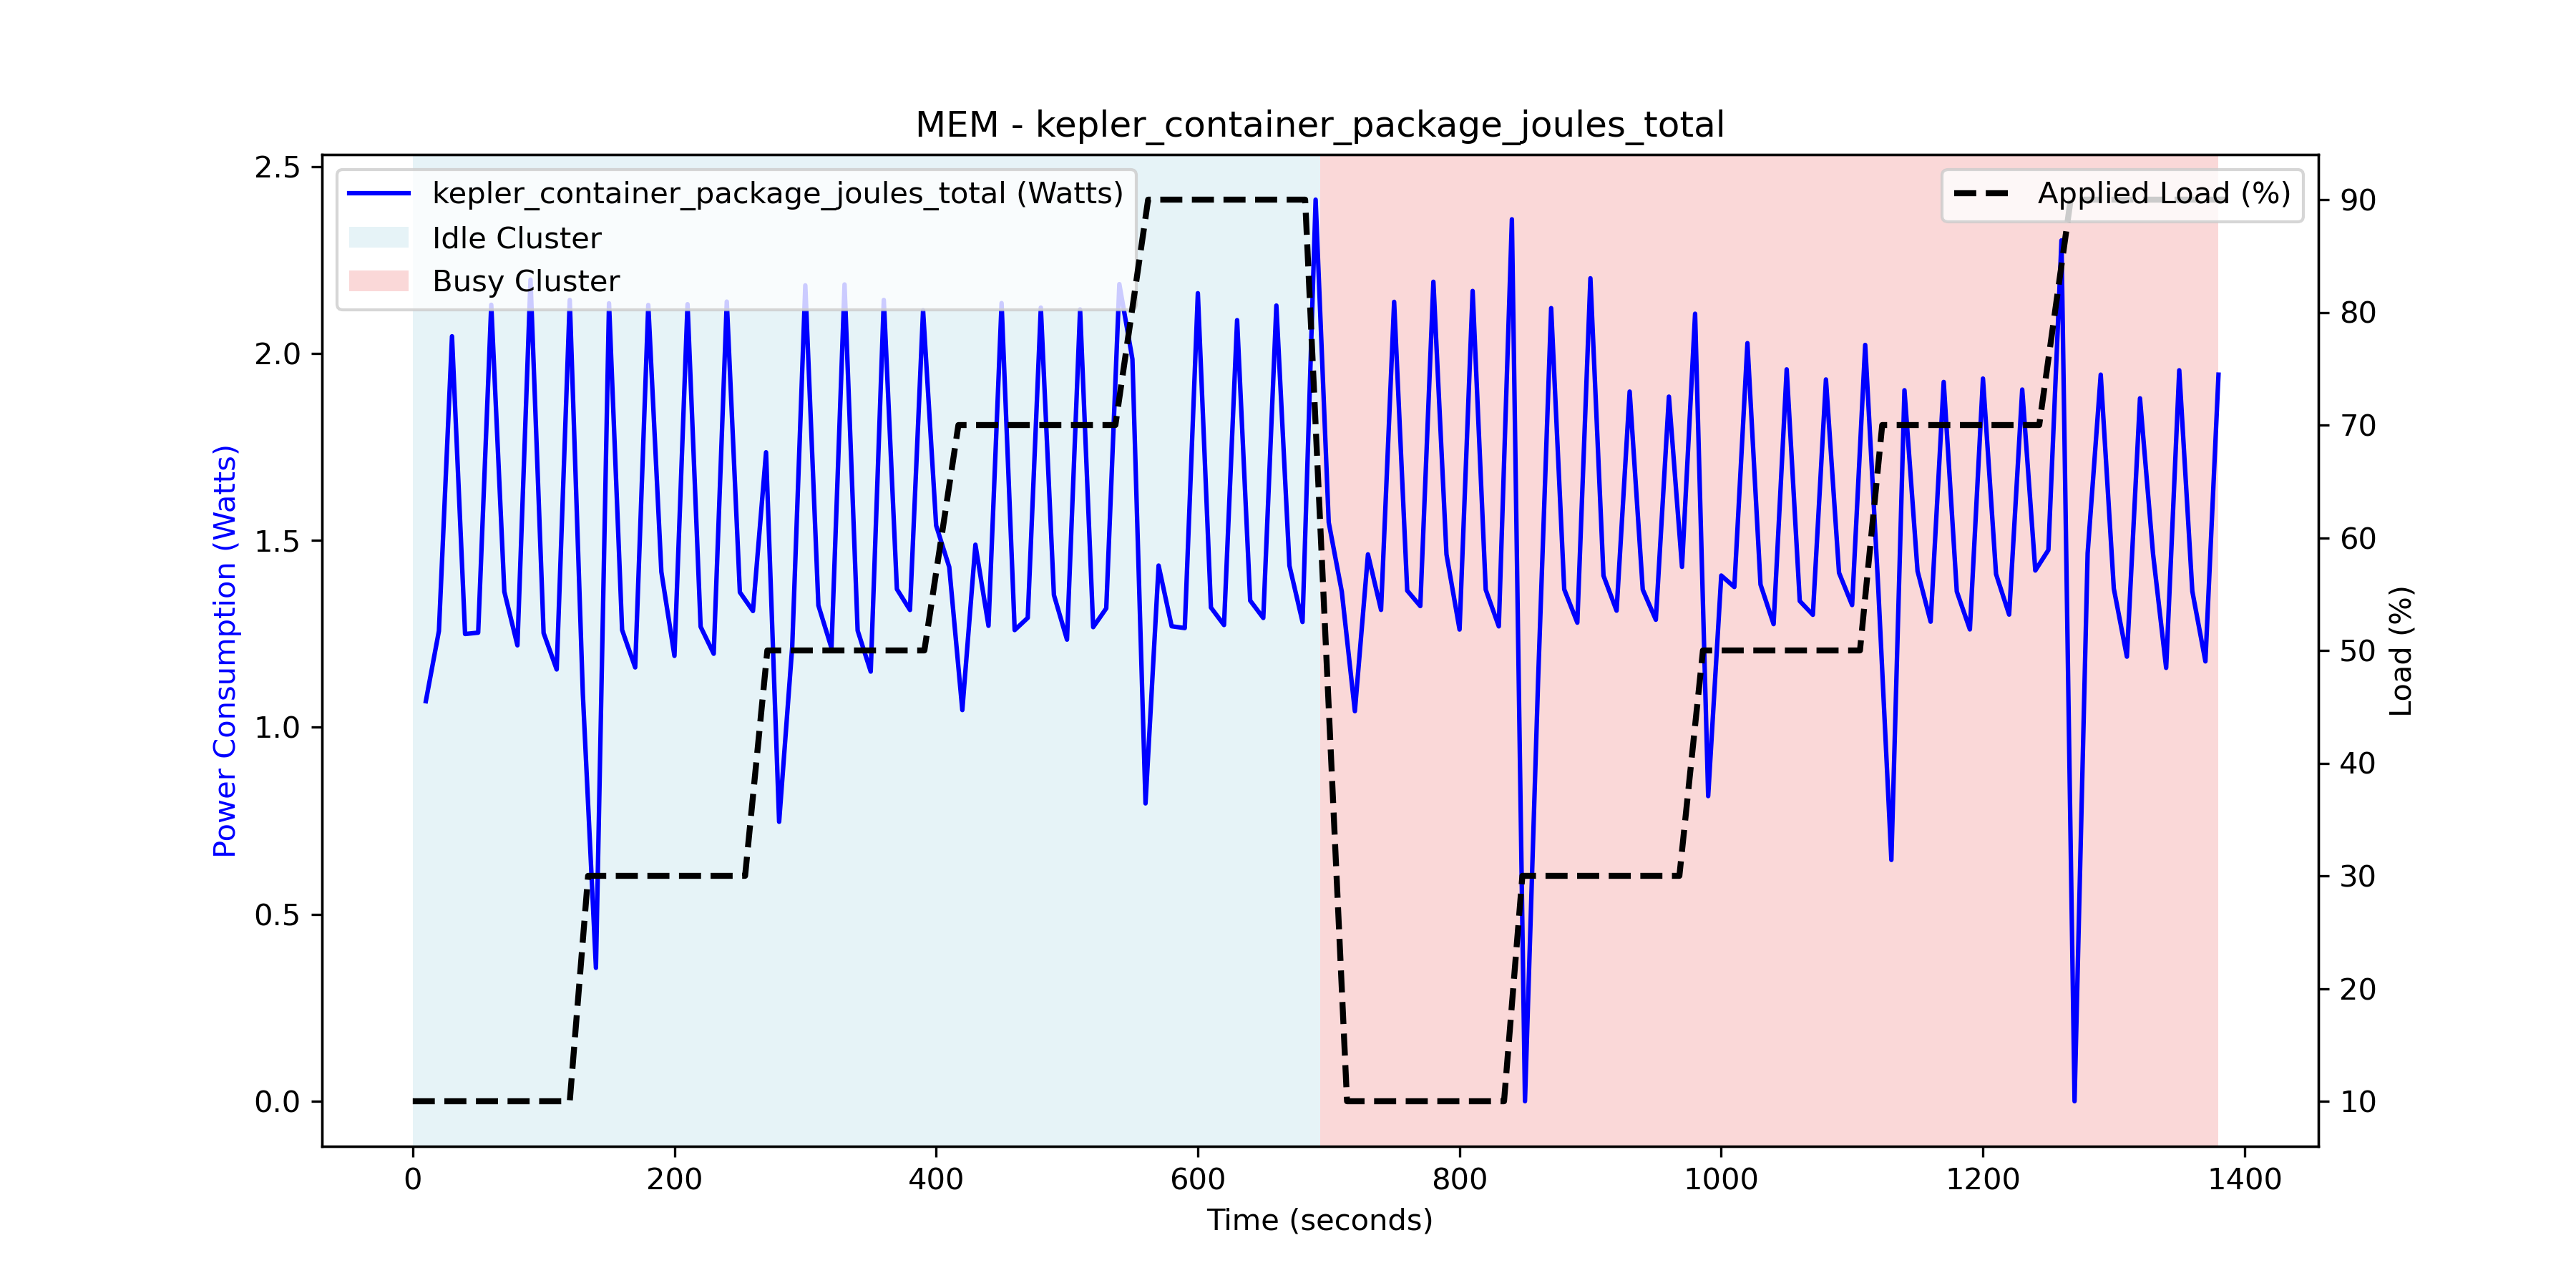 MEM - kepler_container_package_joules_total
kepler_container_package_joules_total (Watts)
Idle Cluster
Busy Cluster
Applied Load (%)
Power Consumption (Watts)
2.5
2.0
1.5
1.0
0.5
0.0
90
80
70
60
50
40
30
20
10
Load (%)
0 200 400 600 800 1000 1200 1400
Time (seconds)